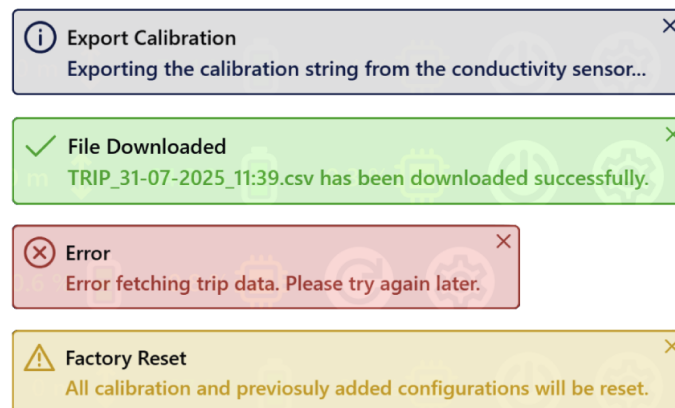 Export Calibration
Exporting the calibration string from the conductivity sensor...
File Downloaded
TRIP_31-07-2025_11:39.csv has been downloaded successfully.
Error
Error fetching trip data. Please try again later.
Factory Reset
All calibration and previosuly added configurations will be reset.